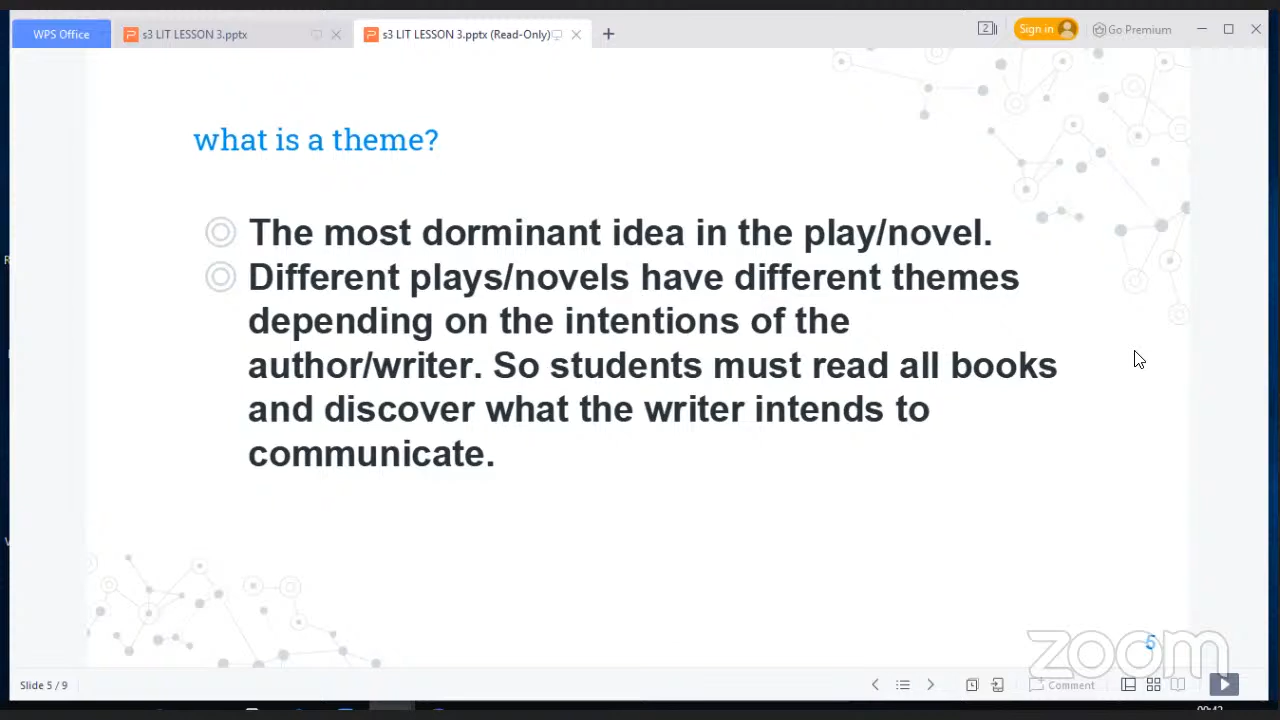 WPS Office
s3 LIT LESSON 3.pptx
s3 LIT LESSON 3.pptx (Read-Only)
2
Sign in
Go Premium
what is a theme?
The most dorminant idea in the play/novel.
Different plays/novels have different themes
depending on the intentions of the
author/writer. So students must read all books
and discover what the writer intends to
communicate.
5
zoom
Slide 5 / 9
Comment